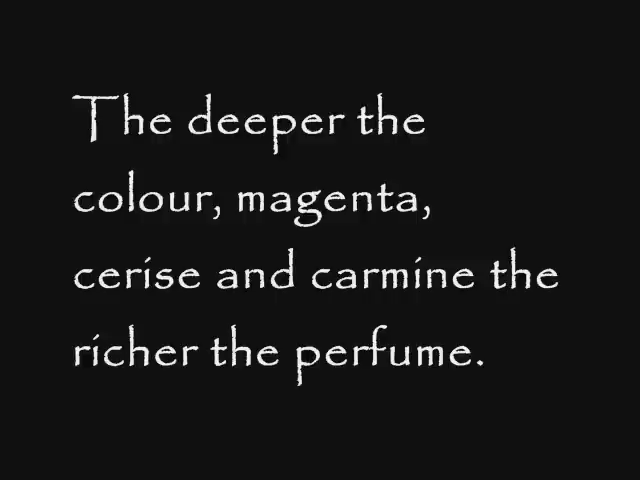 The deeper the
colour, magenta,
cerise and carmine the
richer the perfume.